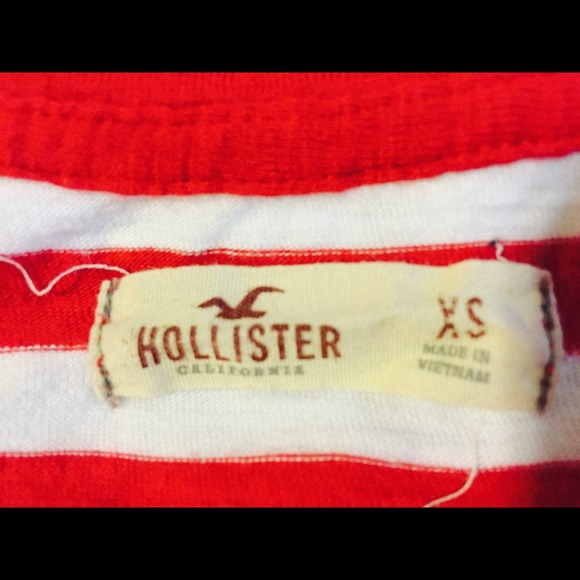 HOLLISTER
CALIFORNIA
XS
MADE IN
VIETNAM